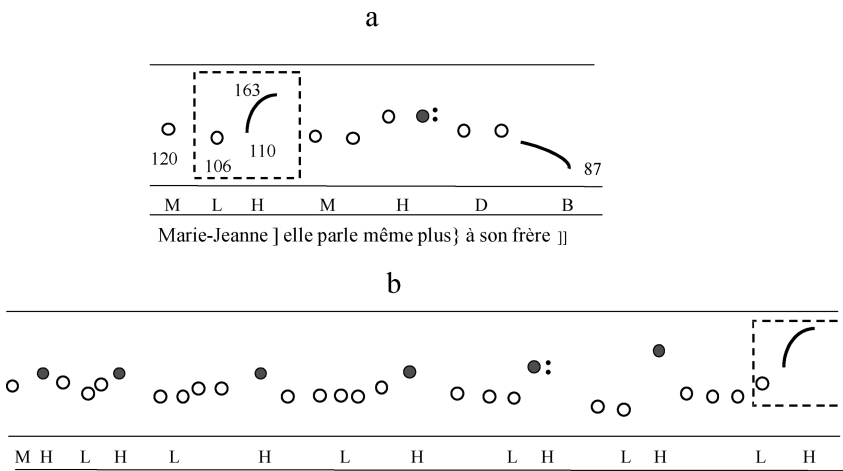 a
163
120
106
110
87
M L H M H D B
Marie-Jeanne ] elle parle même plus} à son frère ]]
b
M H L H L H L H L H L H L H